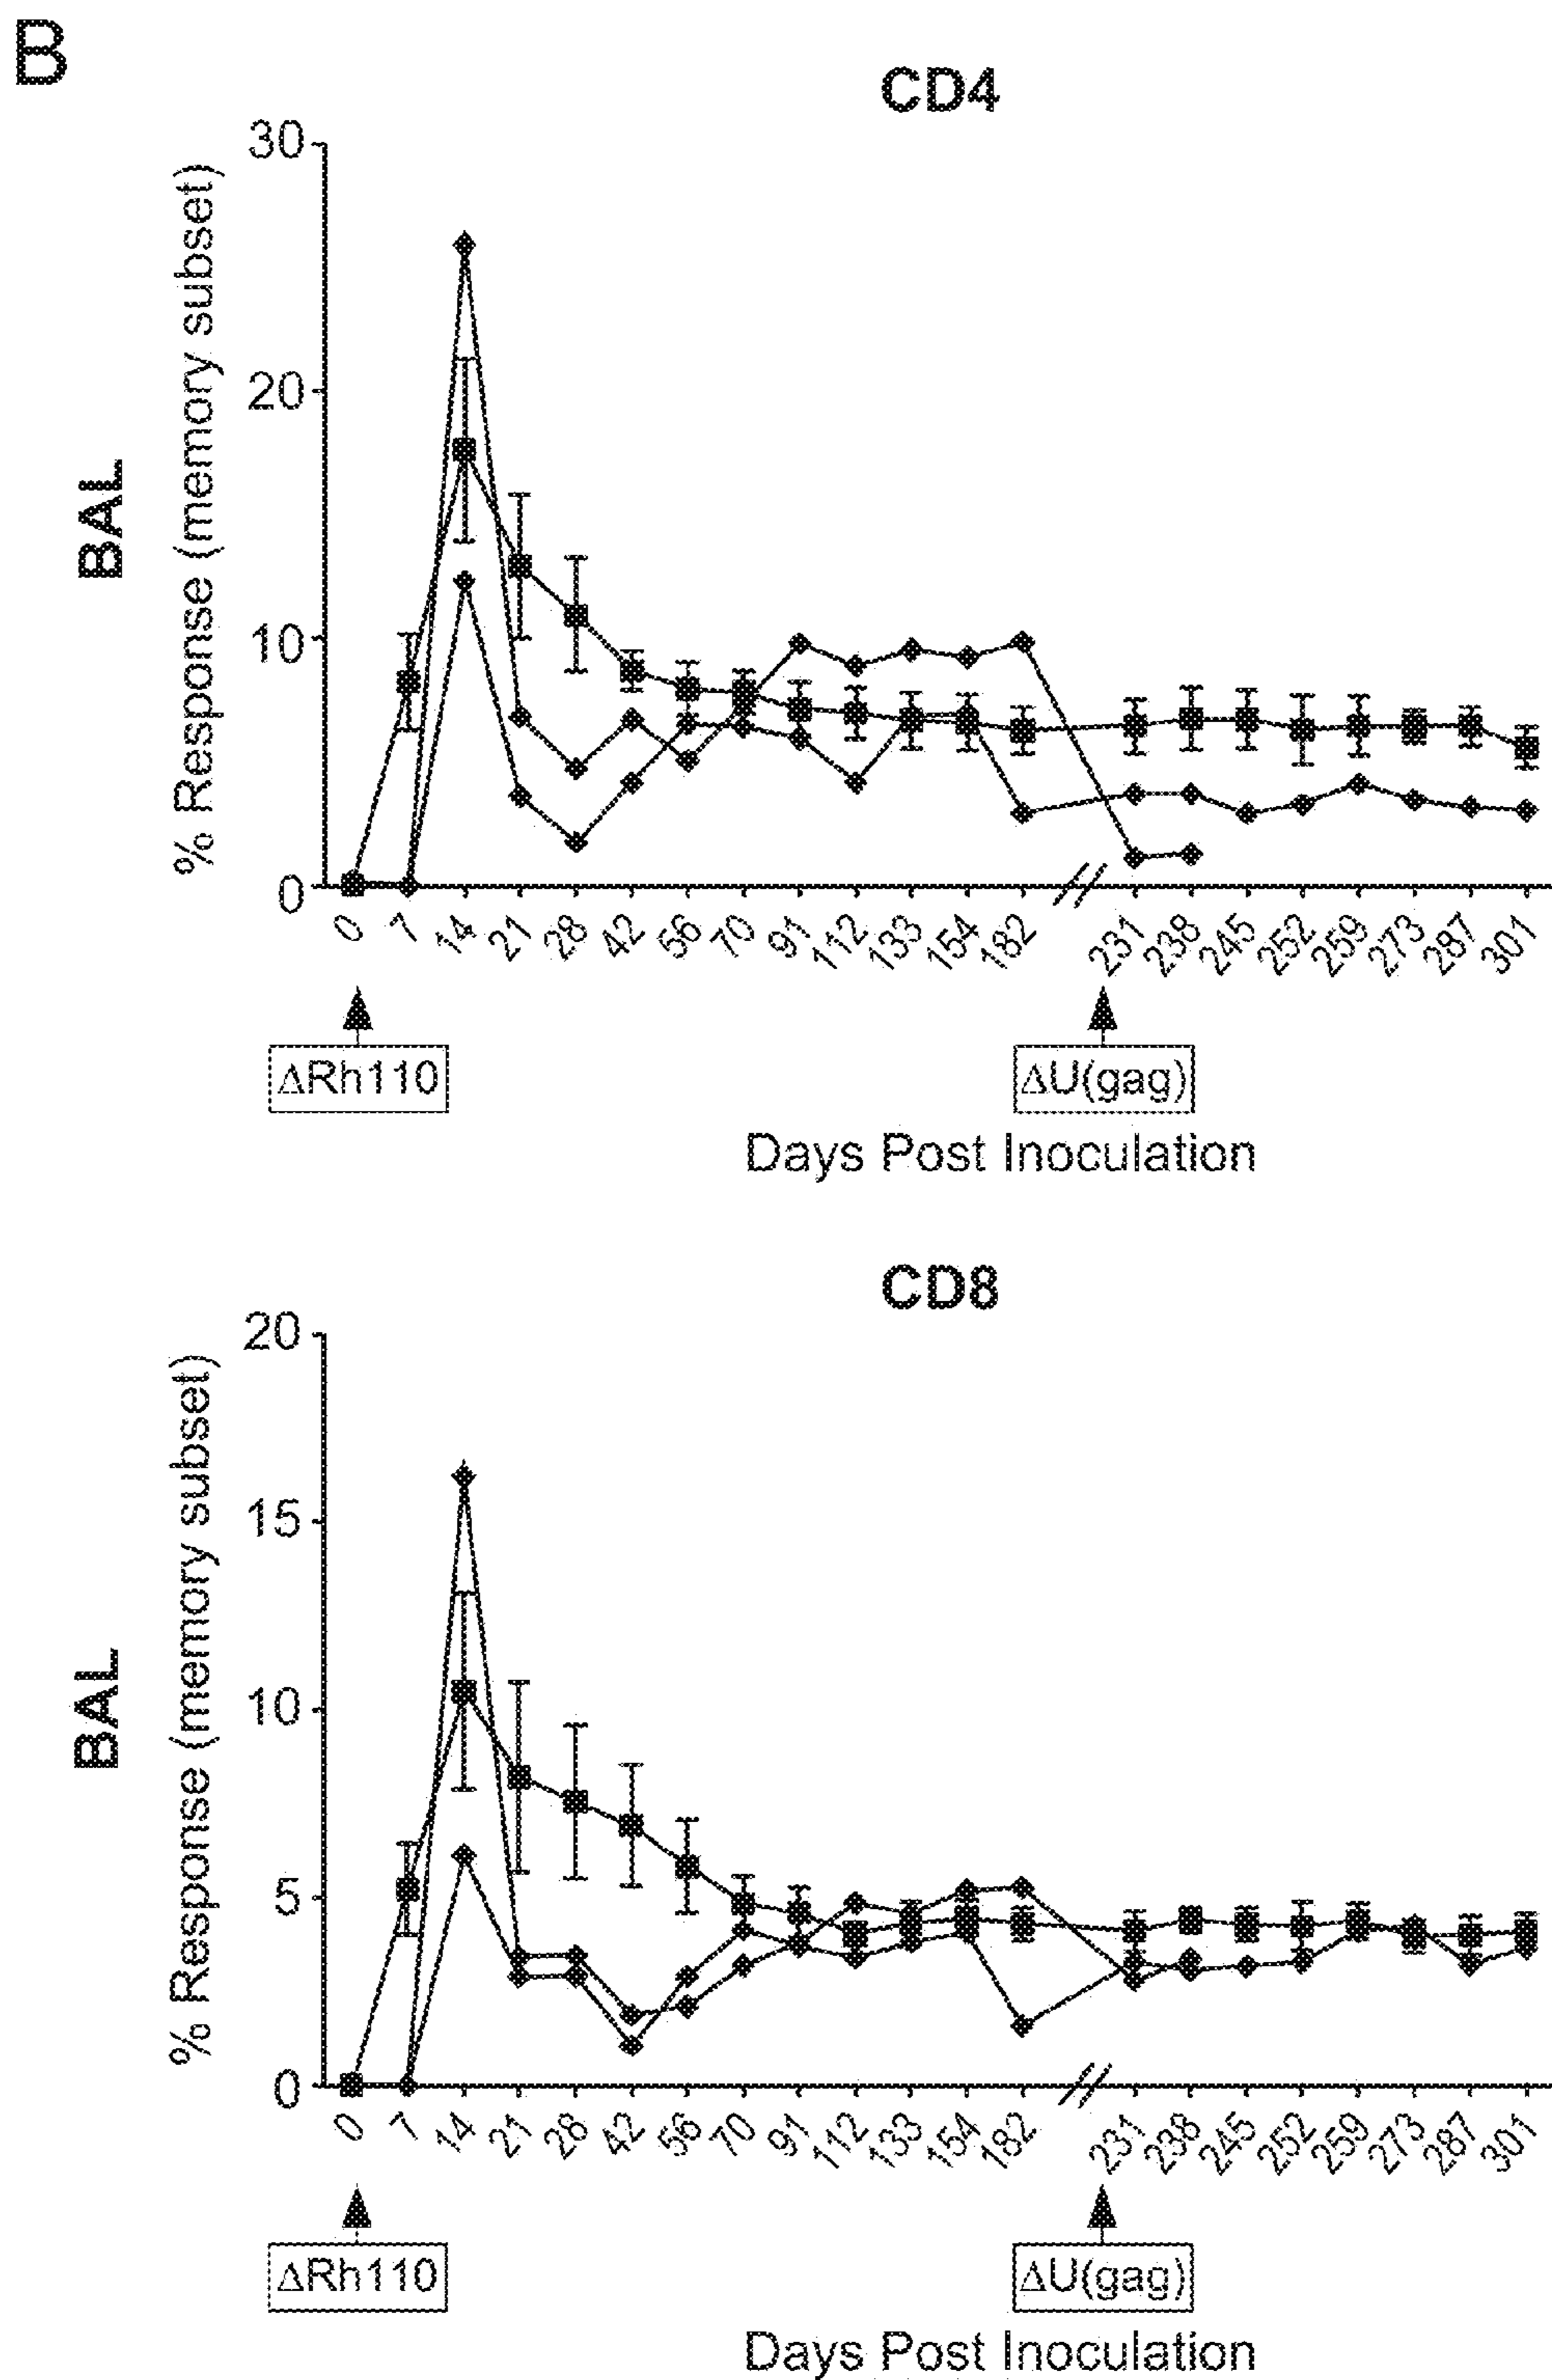 B
CD4
BAL
% Response (memory subset)
30
20
10
0
0 7 14 21 28 42 56 70 91 112 133 154 182 231 238 245 252 259 273 287 301
ΔRh110
ΔU(gag)
Days Post Inoculation
CD8
BAL
% Response (memory subset)
20
15
10
5
0
0 7 14 21 28 42 56 70 91 112 133 154 182 231 238 245 252 259 273 287 301
ΔRh110
ΔU(gag)
Days Post Inoculation